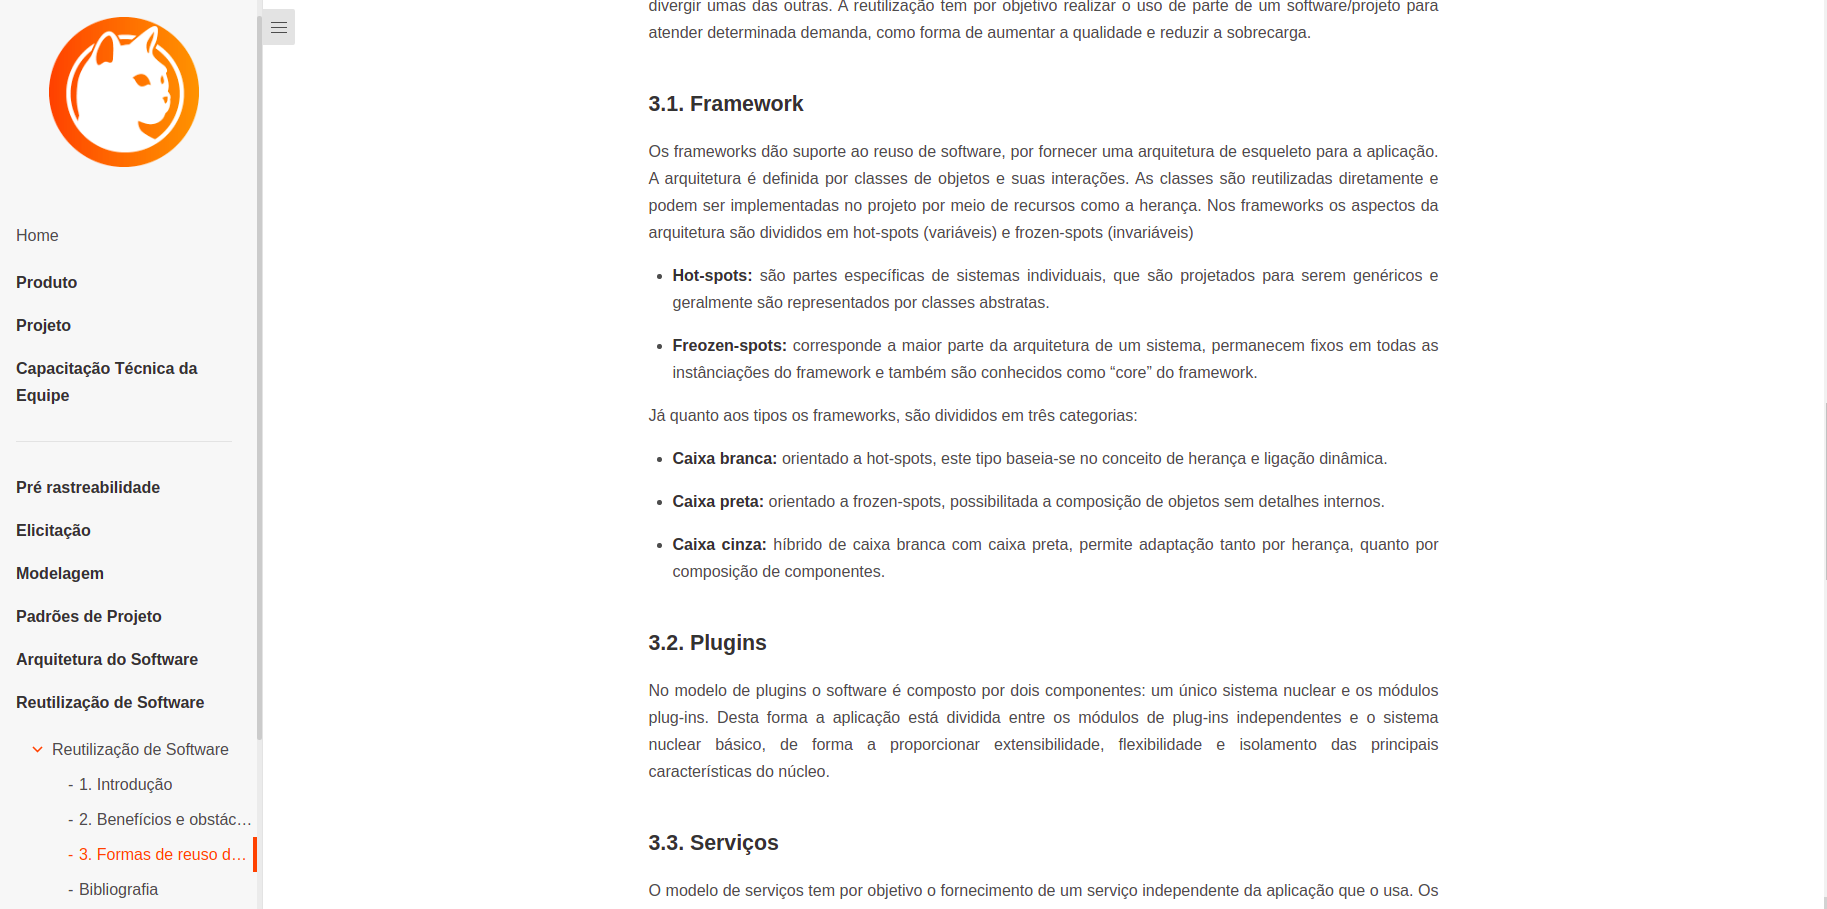 Home
Produto
Projeto
Capacitação Técnica da
Equipe
Pré rastreabilidade
Elicitação
Modelagem
Padrões de Projeto
Arquitetura do Software
Reutilização de Software
Reutilização de Software
- 1. Introdução
- 2. Benefícios e obstác…
- 3. Formas de reuso d…
- Bibliografia
divergir umas das outras. A reutilização tem por objetivo realizar o uso de parte de um software/projeto para
atender determinada demanda, como forma de aumentar a qualidade e reduzir a sobrecarga.
3.1. Framework
Os frameworks dão suporte ao reuso de software, por fornecer uma arquitetura de esqueleto para a aplicação.
A arquitetura é definida por classes de objetos e suas interações. As classes são reutilizadas diretamente e
podem ser implementadas no projeto por meio de recursos como a herança. Nos frameworks os aspectos da
arquitetura são divididos em hot-spots (variáveis) e frozen-spots (invariáveis)
• Hot-spots: são partes específicas de sistemas individuais, que são projetados para serem genéricos e
geralmente são representados por classes abstratas.
• Freozen-spots: corresponde a maior parte da arquitetura de um sistema, permanecem fixos em todas as
instânciações do framework e também são conhecidos como “core” do framework.
Já quanto aos tipos os frameworks, são divididos em três categorias:
• Caixa branca: orientado a hot-spots, este tipo baseia-se no conceito de herança e ligação dinâmica.
• Caixa preta: orientado a frozen-spots, possibilitada a composição de objetos sem detalhes internos.
• Caixa cinza: híbrido de caixa branca com caixa preta, permite adaptação tanto por herança, quanto por
composição de componentes.
3.2. Plugins
No modelo de plugins o software é composto por dois componentes: um único sistema nuclear e os módulos
plug-ins. Desta forma a aplicação está dividida entre os módulos de plug-ins independentes e o sistema
nuclear básico, de forma a proporcionar extensibilidade, flexibilidade e isolamento das principais
características do núcleo.
3.3. Serviços
O modelo de serviços tem por objetivo o fornecimento de um serviço independente da aplicação que o usa. Os